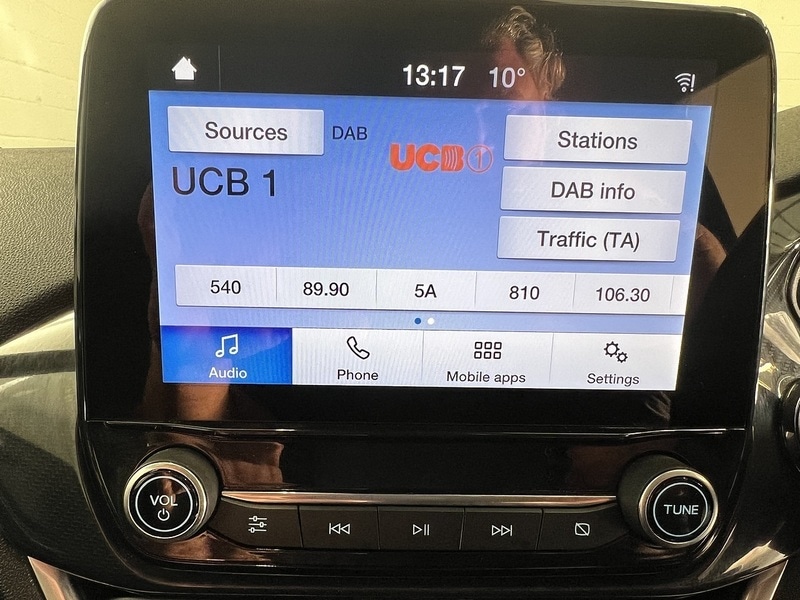 13:17 10°
Sources DAB UCB 1 Stations
UCB 1
DAB info
Traffic (TA)
540 89.90 5A 810 106.30
Audio Phone Mobile apps Settings
VOL
TUNE